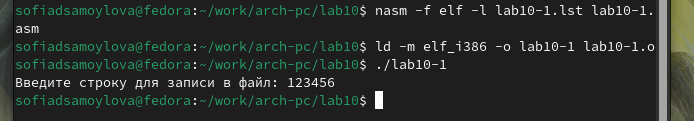 sofiadsamoylova@fedora:~/work/arch-pc/lab10$ nasm -f elf -l lab10-1.lst lab10-1.
asm
sofiadsamoylova@fedora:~/work/arch-pc/lab10$ ld -m elf_i386 -o lab10-1 lab10-1.o
sofiadsamoylova@fedora:~/work/arch-pc/lab10$ ./lab10-1
Введите строку для записи в файл: 123456
sofiadsamoylova@fedora:~/work/arch-pc/lab10$